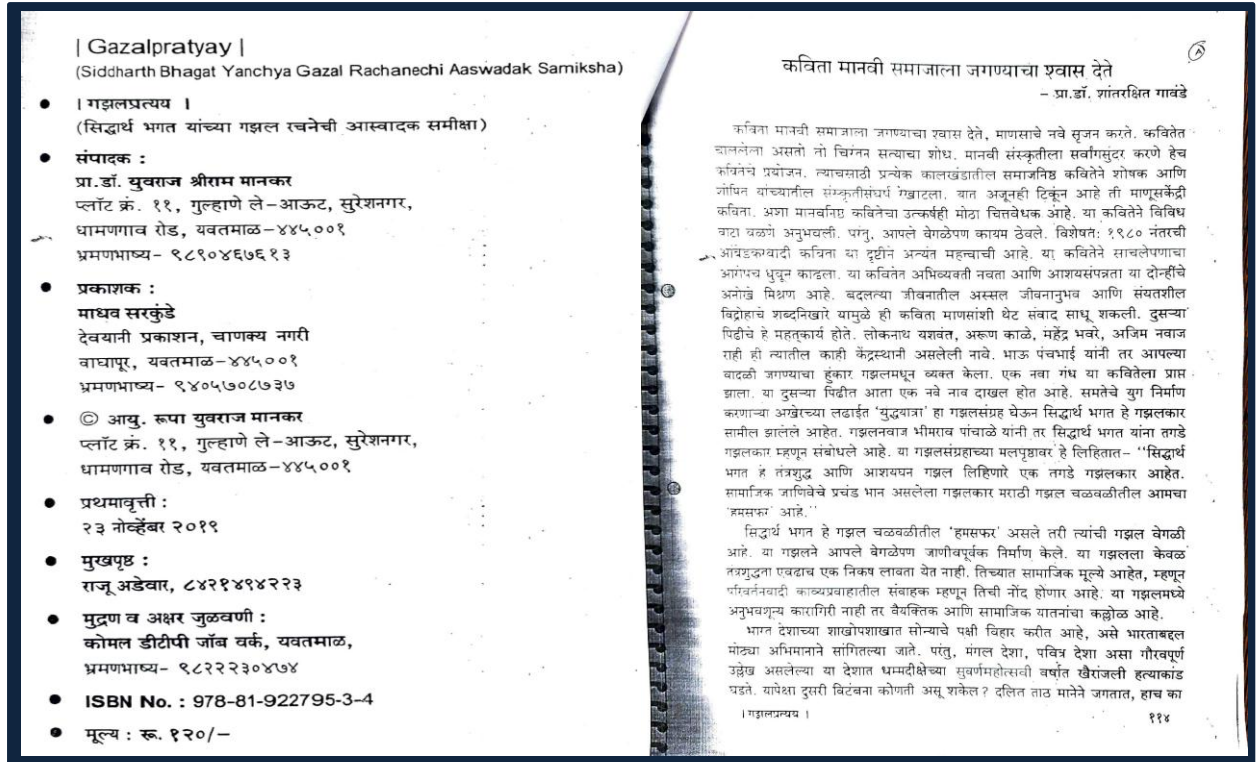 | Gazalpratyay |
(Siddharth Bhagat Yanchya Gazal Rachanechi Aaswadak Samiksha)
● । गझलप्रत्यय ।
(सिद्धार्थ भगत यांच्या गझल रचनेची आस्वादक समीक्षा)
● संपादक :
प्रा.डॉ. युवराज श्रीराम मानकर
प्लॉट क्रं. ११, गुल्हाणे ले-आऊट, सुरेशनगर,
धामणगाव रोड, यवतमाळ-४४५००१
भ्रमणभाष्य- ९८९०४६७६१३
● प्रकाशक :
माधव सरकुंडे
देवयानी प्रकाशन, चाणक्य नगरी
वाघापूर, यवतमाळ-४४५००१
भ्रमणभाष्य- ९४०५७०८७३७
● © आयु. रूपा युवराज मानकर
प्लॉट क्रं. ११, गुल्हाणे ले-आऊट, सुरेशनगर,
धामणगाव रोड, यवतमाळ-४४५००१
● प्रथमावृत्ती :
२३ नोव्हेंबर २०१९
● मुखपृष्ठ :
राजू अडेवार, ८४२१४९४२२३
● मुद्रण व अक्षर जुळवणी :
कोमल डीटीपी जॉब वर्क, यवतमाळ,
भ्रमणभाष्य- ९८२२२३०४७४
● ISBN No. : 978-81-922795-3-4
● मूल्य : रू. १२०/-
A
कविता मानवी समाजाला जगण्याचा श्वास देते
- प्रा.डॉ. शांतरक्षित गावंडे
कविता मानवी समाजाला जगण्याचा श्वास देते, माणसाचे नवे सृजन करते. कवितेत
चाललेला असतो तो चिरंतन सत्याचा शोध. मानवी संस्कृतीला सर्वांगसुंदर करणे हेच
कवितेचे प्रयोजन. त्याचसाठी प्रत्येक कालखंडातील समाजनिष्ठ कवितेने शोषक आणि
शोषित यांच्यातील संस्कृतीसंघर्ष रेखाटला. यात अजूनही टिकून आहे ती माणूसकेंद्री
कविता. अशा मानवनिष्ठ कवितेचा उत्कर्षही मोठा चित्तवेधक आहे. या कवितेने विविध
वाटा वळणे अनुभवली. परंतु, आपले वेगळेपण कायम ठेवले. विशेषतः १९८० नंतरची
आंबेडकरवादी कविता या दृष्टीने अत्यंत महत्त्वाची आहे. या कवितेने साचलेपणाचा
आरोपच धुवून काढला. या कवितेत अभिव्यक्ती नवता आणि आशयसंपन्नता या दोन्हींचे
अनोखे मिश्रण आहे. बदलत्या जीवनातील अस्सल जीवनानुभव आणि संयतशील
विद्रोहाचे शब्दनिखारे यामुळे ही कविता माणसांशी थेट संवाद साधू शकली. दुसऱ्या
पिढीचे हे महत्कार्य होते. लोकनाथ यशवंत, अरूण काळे, महेंद्र भवरे, अजिम नवाज
राही ही त्यातील काही केंद्रस्थानी असलेली नावे. भाऊ पंचभाई यांनी तर आपल्या
वादळी जगण्याचा हुंकार गझलमधून व्यक्त केला. एक नवा गंध या कवितेला प्राप्त
झाला. या दुसऱ्या पिढीत आता एक नवे नाव दाखल होत आहे. समतेचे युग निर्माण
करणाऱ्या अखेरच्या लढाईत 'युद्धयात्रा' हा गझलसंग्रह घेऊन सिद्धार्थ भगत हे गझलकार
सामील झालेले आहेत. गझलनवाज भीमराव पांचाळे यांनी तर सिद्धार्थ भगत यांना तगडे
गझलकार म्हणून संबोधले आहे. या गझलसंग्रहाच्या मलपृष्ठावर हे लिहितात- ''सिद्धार्थ
भगत हे तंत्रशुद्ध आणि आशयघन गझल लिहिणारे एक तगडे गझलकार आहेत.
सामाजिक जाणिवेचे प्रचंड भान असलेला गझलकार मराठी गझल चळवळीतील आमचा
'हमसफर' आहे.''
सिद्धार्थ भगत हे गझल चळवळीतील 'हमसफर' असले तरी त्यांची गझल वेगळी
आहे. या गझलने आपले वेगळेपण जाणीवपूर्वक निर्माण केले. या गझलला केवळ
तंत्रशुद्धता एवढाच एक निकष लावता येत नाही. तिच्यात सामाजिक मूल्ये आहेत, म्हणून
परिवर्तनवादी काव्यप्रवाहातील संवाहक म्हणून तिची नोंद होणार आहे. या गझलमध्ये
अनुभवशून्य कारागिरी नाही तर वैयक्तिक आणि सामाजिक यातनांचा कल्लोळ आहे.
भारत देशाच्या शाखोपशाखात सोन्याचे पक्षी विहार करीत आहे, असे भारताबद्दल
मोठ्या अभिमानाने सांगितल्या जाते. परंतु, मंगल देशा, पवित्र देशा असा गौरवपूर्ण
उल्लेख असलेल्या या देशात धम्मदीक्षेच्या सुवर्णमहोत्सवी वर्षात खैरांजली हत्याकांड
घडते. यापेक्षा दुसरी विटंबना कोणती असू शकेल ? दलित ताठ मानेने जगतात, हाच का
। गझलप्रत्यय ।
११४